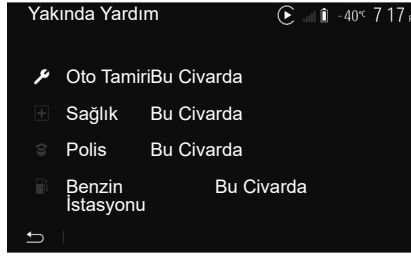 Yakında Yardım -40°C 7 17
Oto TamiriBu Civarda
Sağlık Bu Civarda
Polis Bu Civarda
Benzin İstasyonu Bu Civarda